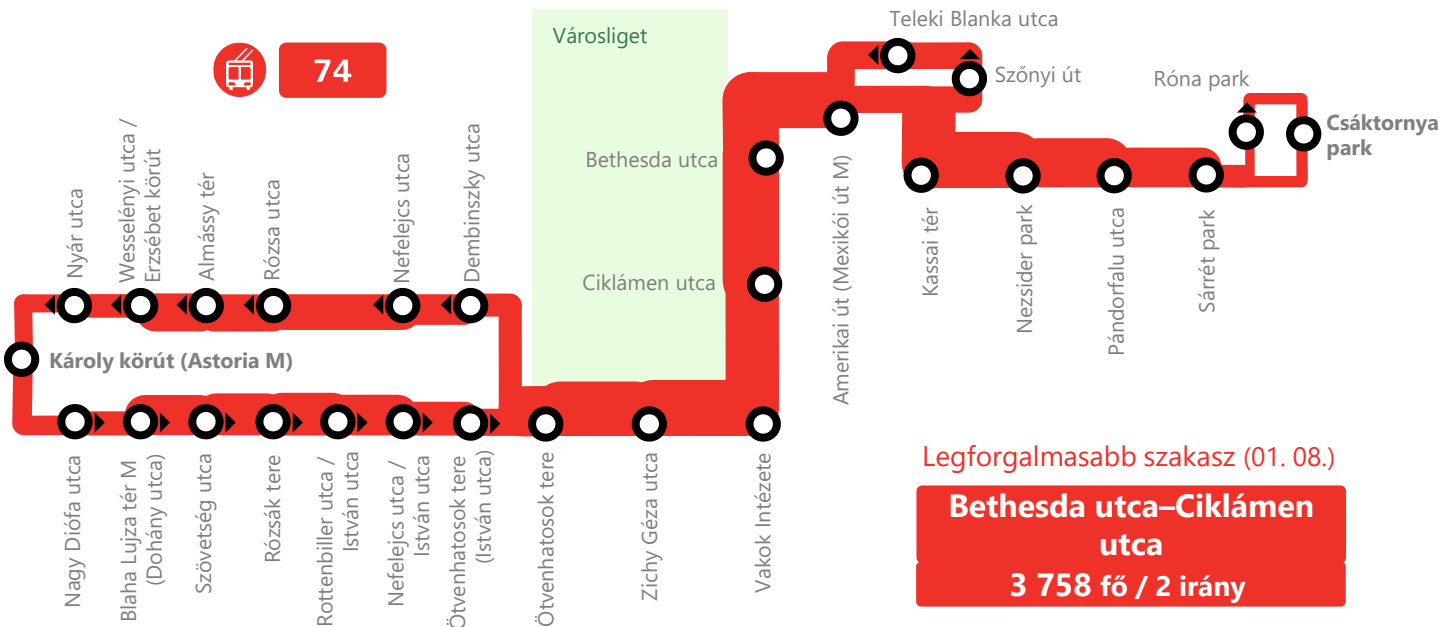 74
Városliget
Teleki Blanka utca
Szőnyi út
Róna park
Csáktornya
park
Bethesda utca
Ciklámen utca
Amerikai út (Mexikói út M)
Kassai tér
Nezsider park
Pándorfalu utca
Sárrét park
Nyár utca
Wesselényi utca /
Erzsébet körút
Almássy tér
Rózsa utca
Nefelejcs utca
Dembinszky utca
Károly körút (Astoria M)
Nagy Diófa utca
Blaha Lujza tér M
(Dohány utca)
Szövetség utca
Rózsák tere
Rottenbiller utca /
István utca
Nefelejcs utca /
István utca
Ötvenhatosok tere
(István utca)
Ötvenhatosok tere
Zichy Géza utca
Vakok Intézete
Legforgalmasabb szakasz (01. 08.)
Bethesda utca–Ciklámen
utca
3 758 fő / 2 irány